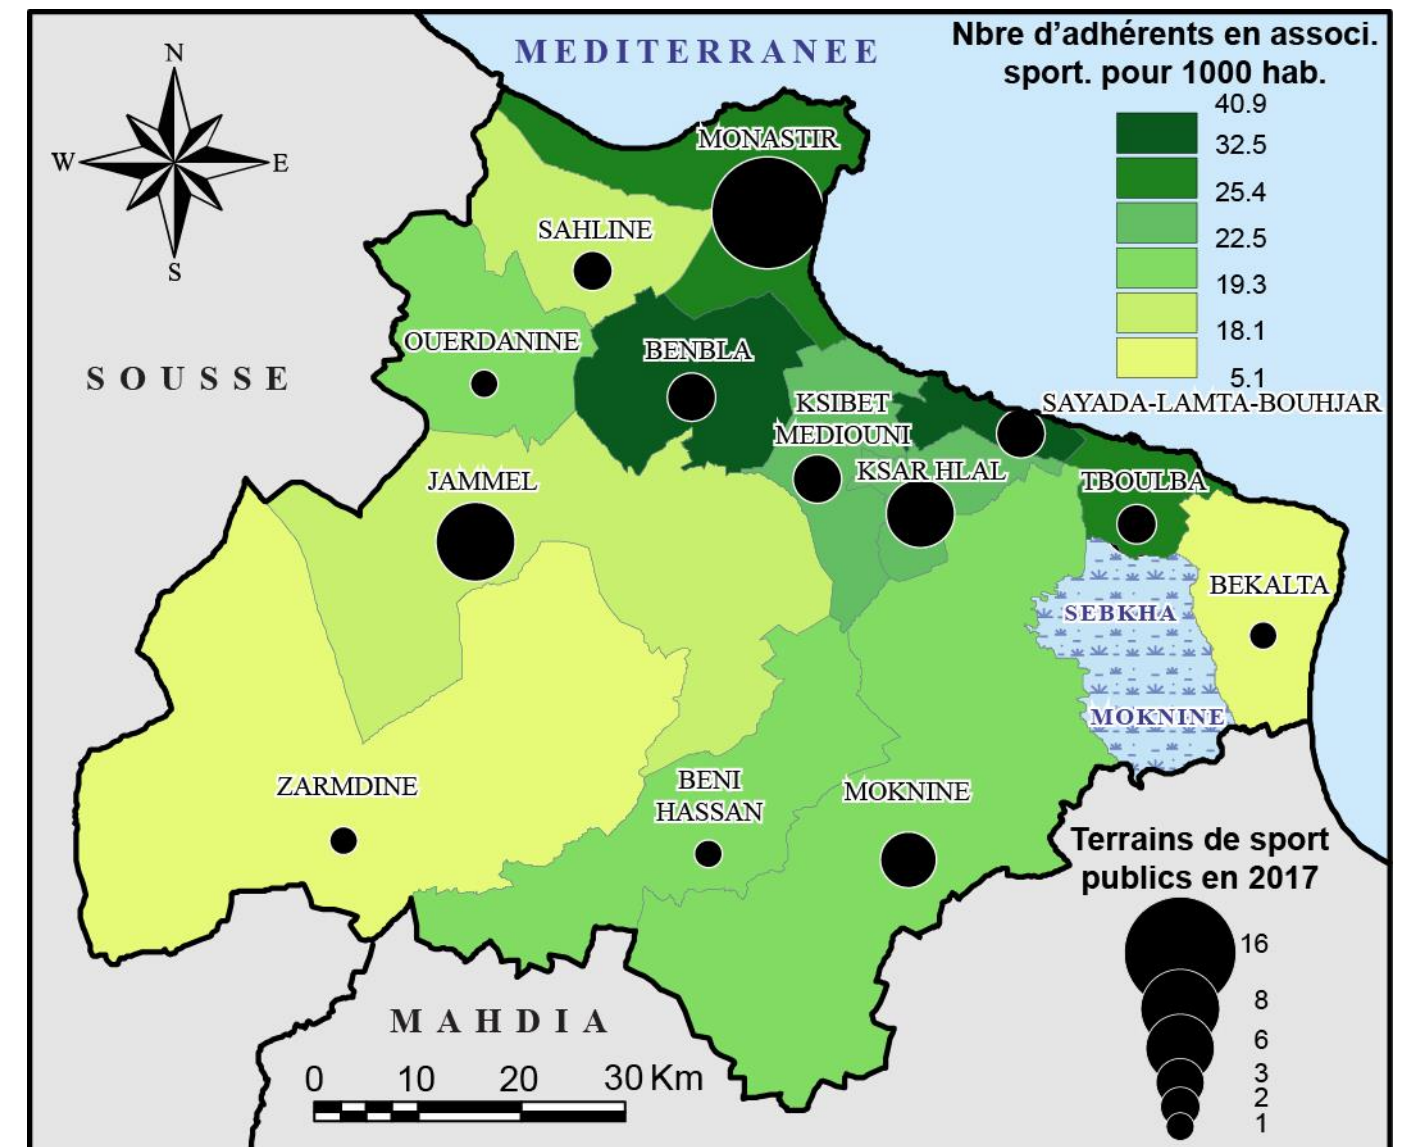 MEDITERRANEE
Nbre d'adhérents en associ.
sport. pour 1000 hab.
40.9
32.5
25.4
22.5
19.3
18.1
5.1
N
W
E
S
MONASTIR
SAHLINE
OUERDANINE
BENBLA
SOUSSE
KSIBET
MEDIOUNI
SAYADA-LAMTA-BOUHJAR
KSAR HLAL
JAMMEL
TBOULBA
BEKALTA
SEBKHA
MOKNINE
ZARMDINE
BENI
HASSAN
MOKNINE
MAHDIA
Terrains de sport
publics en 2017
16
8
6
3
2
1
0 10 20 30 Km